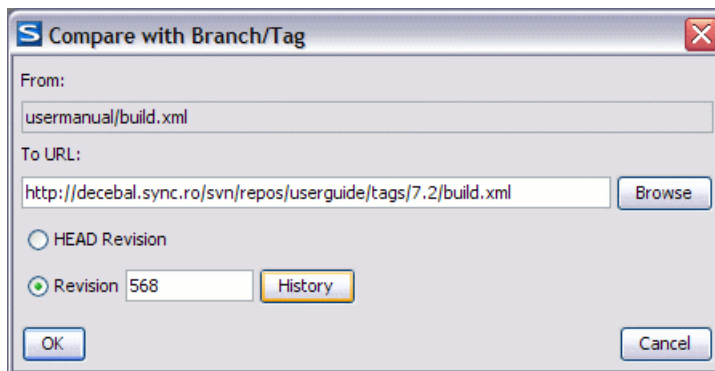 S Compare with Branch/Tag
From:
usermanual/build.xml
To URL:
http://decebal.sync.ro/svn/repos/userguide/tags/7.2/build.xml Browse
HEAD Revision
Revision 568 History
OK Cancel